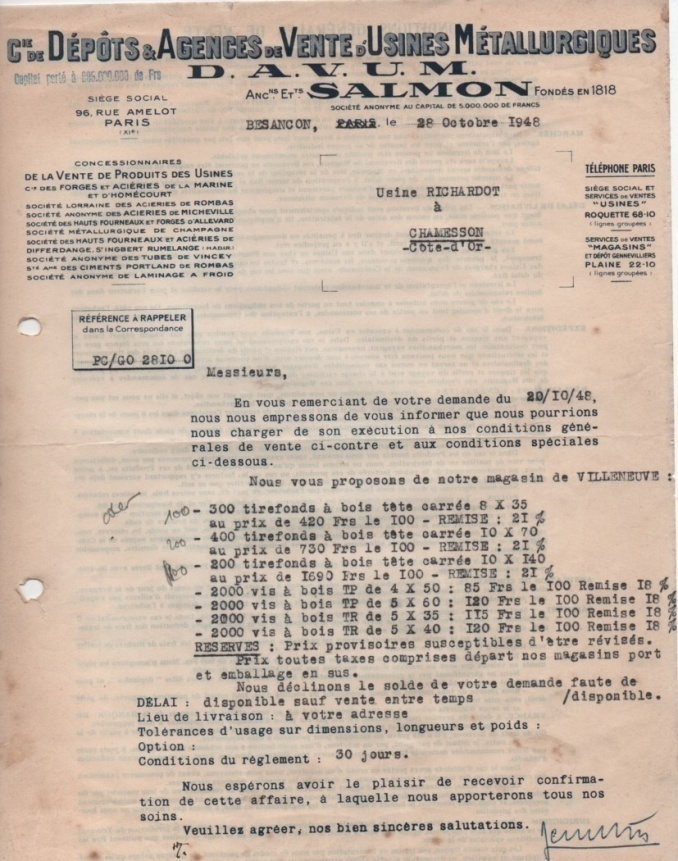 Cie DE DÉPÔTS & AGENCES DE VENTE D'USINES MÉTALLURGIQUES
D. A. V. U. M.
Capital porté à 685.000.000 de Frs
ANCns ETts SALMON FONDÉS EN 1818
SOCIÉTÉ ANONYME AU CAPITAL DE 5.000.000 DE FRANCS
SIÈGE SOCIAL
96, RUE AMELOT
PARIS
(XIe)
BESANCON, PARIS, le 28 Octobre 1948
CONCESSIONNAIRES
DE LA VENTE DE PRODUITS DES USINES
Cie DES FORGES ET ACIÉRIES DE LA MARINE
ET D'HOMÉCOURT
SOCIÉTÉ LORRAINE DES ACIERIES DE ROMBAS
SOCIÉTÉ ANONYME DES ACIERIES DE MICHEVILLE
SOCIÉTÉ DES HAUTS FOURNEAUX ET FORGES D'ALLEVARD
SOCIÉTÉ MÉTALLURGIQUE DE CHAMPAGNE
SOCIÉTÉ DES HAUTS FOURNEAUX ET ACIÉRIES DE
DIFFERDANGE, St INGBERT RUMELANGE (HADIR)
SOCIÉTÉ ANONYME DES TUBES DE VINCEY
Sté Ame DES CIMENTS PORTLAND DE ROMBAS
SOCIÉTÉ ANONYME DE LAMINAGE A FROID
Usine RICHARDOT
à
CHAMESSON
-Côte-d'Or-
TÉLÉPHONE PARIS
SIÈGE SOCIAL ET
SERVICES DE VENTES
"USINES"
ROQUETTE 68-10
(lignes groupées)
SERVICES DE VENTES
"MAGASINS"
ET DÉPÔT GENNEVILLIERS
PLAINE 22-10
(lignes groupées)
RÉFÉRENCE À RAPPELER
dans la Correspondance
PC/GO 28I0 0
Messieurs,
En vous remerciant de votre demande du 20/IO/48,
nous nous empressons de vous informer que nous pourrions
nous charger de son exécution à nos conditions géné-
rales de vente ci-contre et aux conditions spéciales
ci-dessous.
Nous vous proposons de notre magasin de VILLENEUVE :
100 - 300 tirefonds à bois tête carrée 8 X 35
au prix de 420 Frs le I00 - REMISE : 2I %
200 - 400 tirefonds à bois tête carrée I0 X 70
au prix de 730 Frs le I00 - REMISE : 2I %
100 - 200 tirefonds à bois tête carrée I0 X I40
au prix de I690 Frs le I00 - REMISE : 2I %
- 2000 vis à bois TP de 4 X 50 : 85 Frs le I00 Remise I8 %
- 2000 vis à bois TP de 5 X 60 : I20 Frs le I00 Remise I8 %
- 2000 vis à bois TR de 5 X 35 : II5 Frs le I00 Remise I8 %
- 2000 vis à bois TR de 5 X 40 : I20 Frs le I00 Remise I8 %
RESERVES : Prix provisoires susceptibles d'être révisés.
Prix toutes taxes comprises départ nos magasins port
et emballage en sus.
Nous déclinons le solde de votre demande faute de
DÉLAI : disponible sauf vente entre temps /disponible.
Lieu de livraison : à votre adresse
Tolérances d'usage sur dimensions, longueurs et poids :
Option :
Conditions du réglement : 30 jours.
Nous espérons avoir le plaisir de recevoir confirma-
tion de cette affaire, à laquelle nous apporterons tous nos
soins.
Veuillez agréer, nos bien sincères salutations.